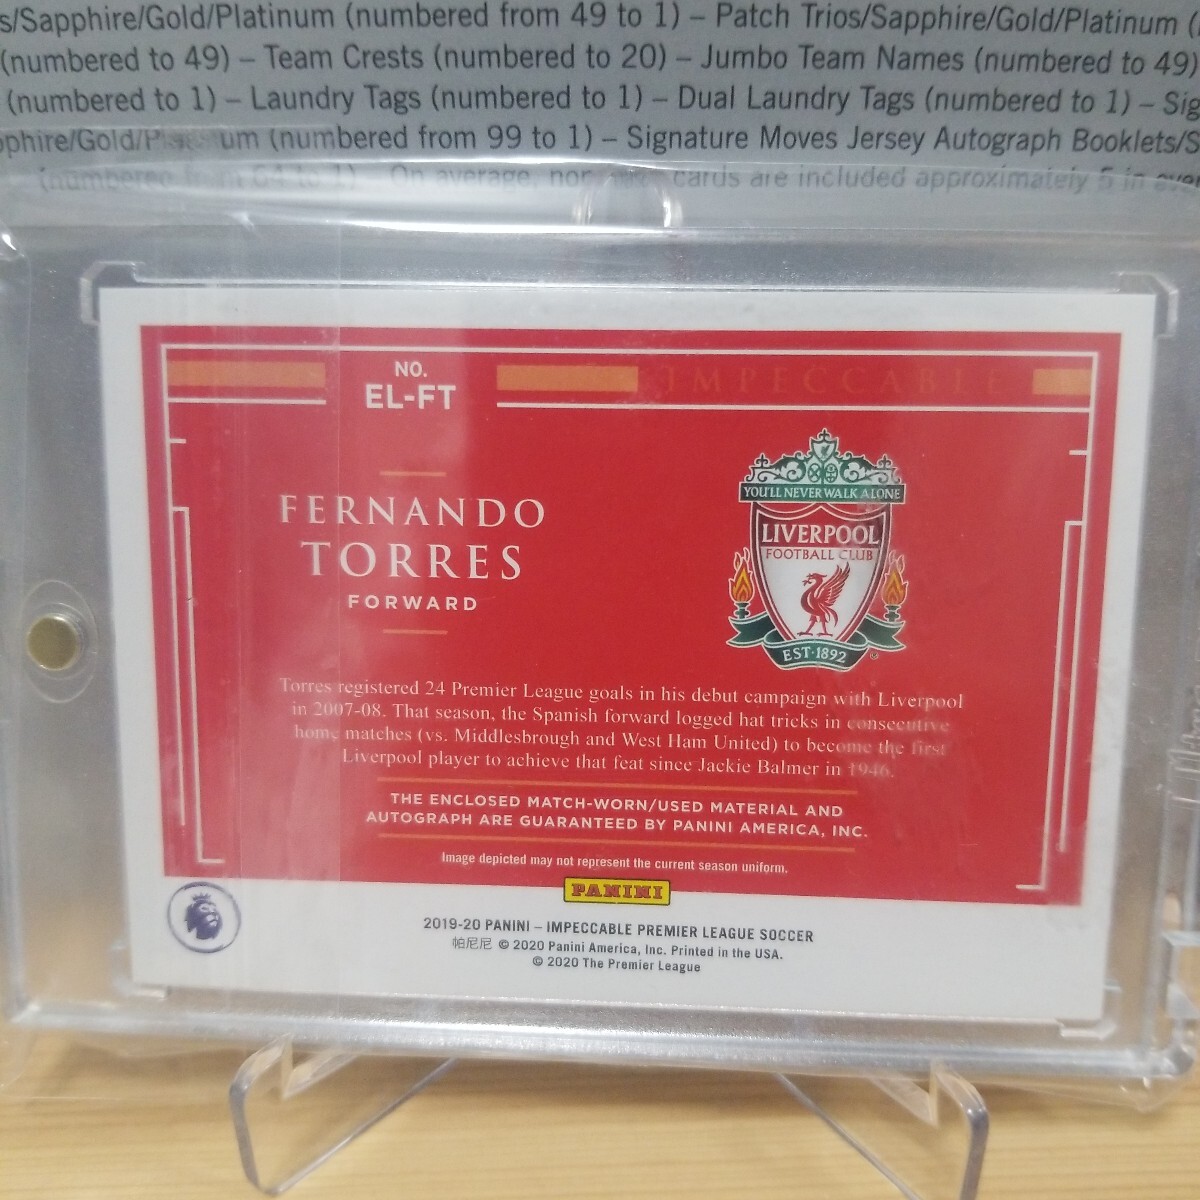 s/Sapphire/Gold/Platinum (numbered from 49 to 1) – Patch Trios/Sapphire/Gold/Platinum (
(numbered to 49) – Team Crests (numbered to 20) – Jumbo Team Names (numbered to 49)
(numbered to 1) – Laundry Tags (numbered to 1) – Dual Laundry Tags (numbered to 1) – Sig
pphire/Gold/Platinum (numbered from 99 to 1) – Signature Moves Jersey Autograph Booklets/S
(numbered from 64 to 1) On average, cards are included approximately 5 in ever
NO.
EL-FT
IMPECCABLE
FERNANDO
TORRES
FORWARD
YOU'LL NEVER WALK ALONE
LIVERPOOL
FOOTBALL CLUB
EST·1892
®
Torres registered 24 Premier League goals in his debut campaign with Liverpool
in 2007-08. That season, the Spanish forward logged hat tricks in consecutive
home matches (vs. Middlesbrough and West Ham United) to become the first
Liverpool player to achieve that feat since Jackie Balmer in 1946.
THE ENCLOSED MATCH-WORN/USED MATERIAL AND
AUTOGRAPH ARE GUARANTEED BY PANINI AMERICA, INC.
Image depicted may not represent the current season uniform.
PANINI
2019-20 PANINI – IMPECCABLE PREMIER LEAGUE SOCCER
帕尼尼 © 2020 Panini America, Inc. Printed in the USA.
© 2020 The Premier League